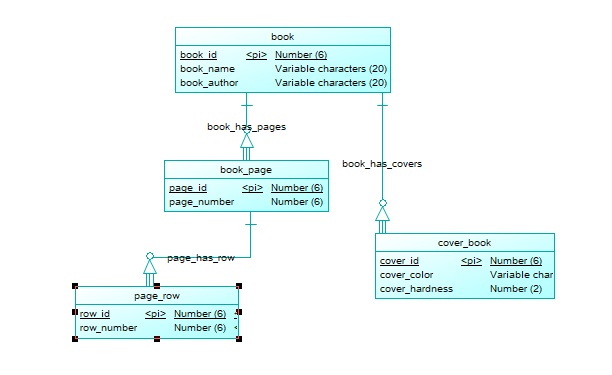 book
book_id <pi> Number (6)
book_name Variable characters (20)
book_author Variable characters (20)
book_has_pages
book_has_covers
book_page
page_id <pi> Number (6)
page_number Number (6)
page_has_row
cover_book
cover_id <pi> Number (6)
cover_color Variable char
cover_hardness Number (2)
page_row
row_id <pi> Number (6) <
row_number Number (6) <